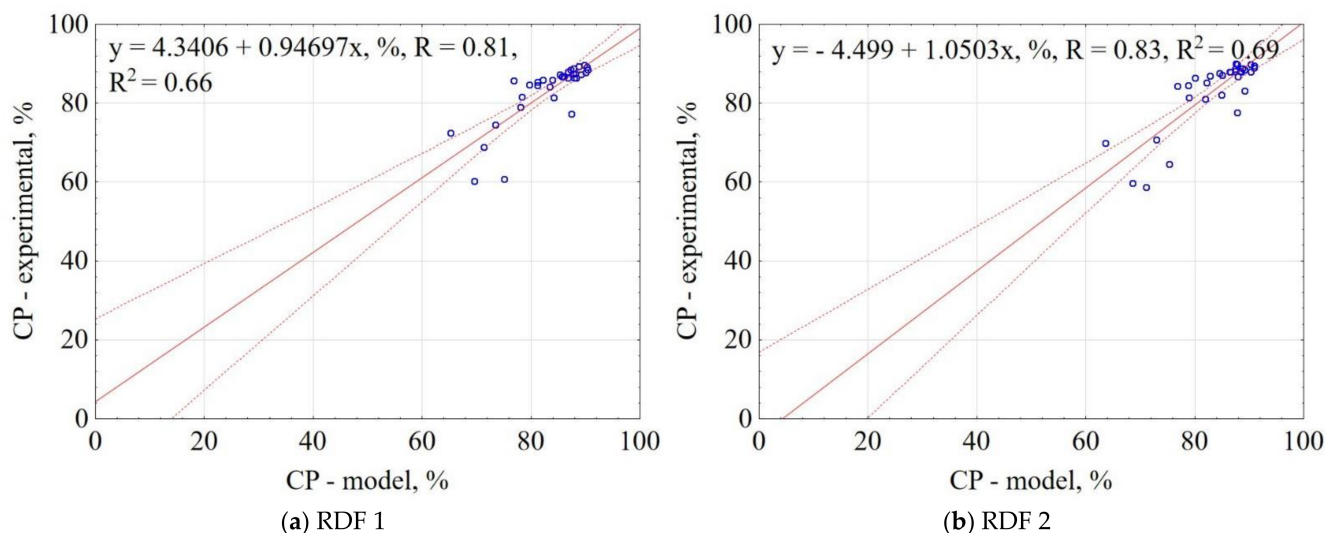 y = 4.3406 + 0.94697x, %, R = 0.81,
R² = 0.66
CP - experimental, %
100
80
60
40
20
0
0 20 40 60 80 100
CP - model, %
(a) RDF 1
y = - 4.499 + 1.0503x, %, R = 0.83, R² = 0.69
CP - experimental, %
100
80
60
40
20
0
0 20 40 60 80 100
CP - model, %
(b) RDF 2